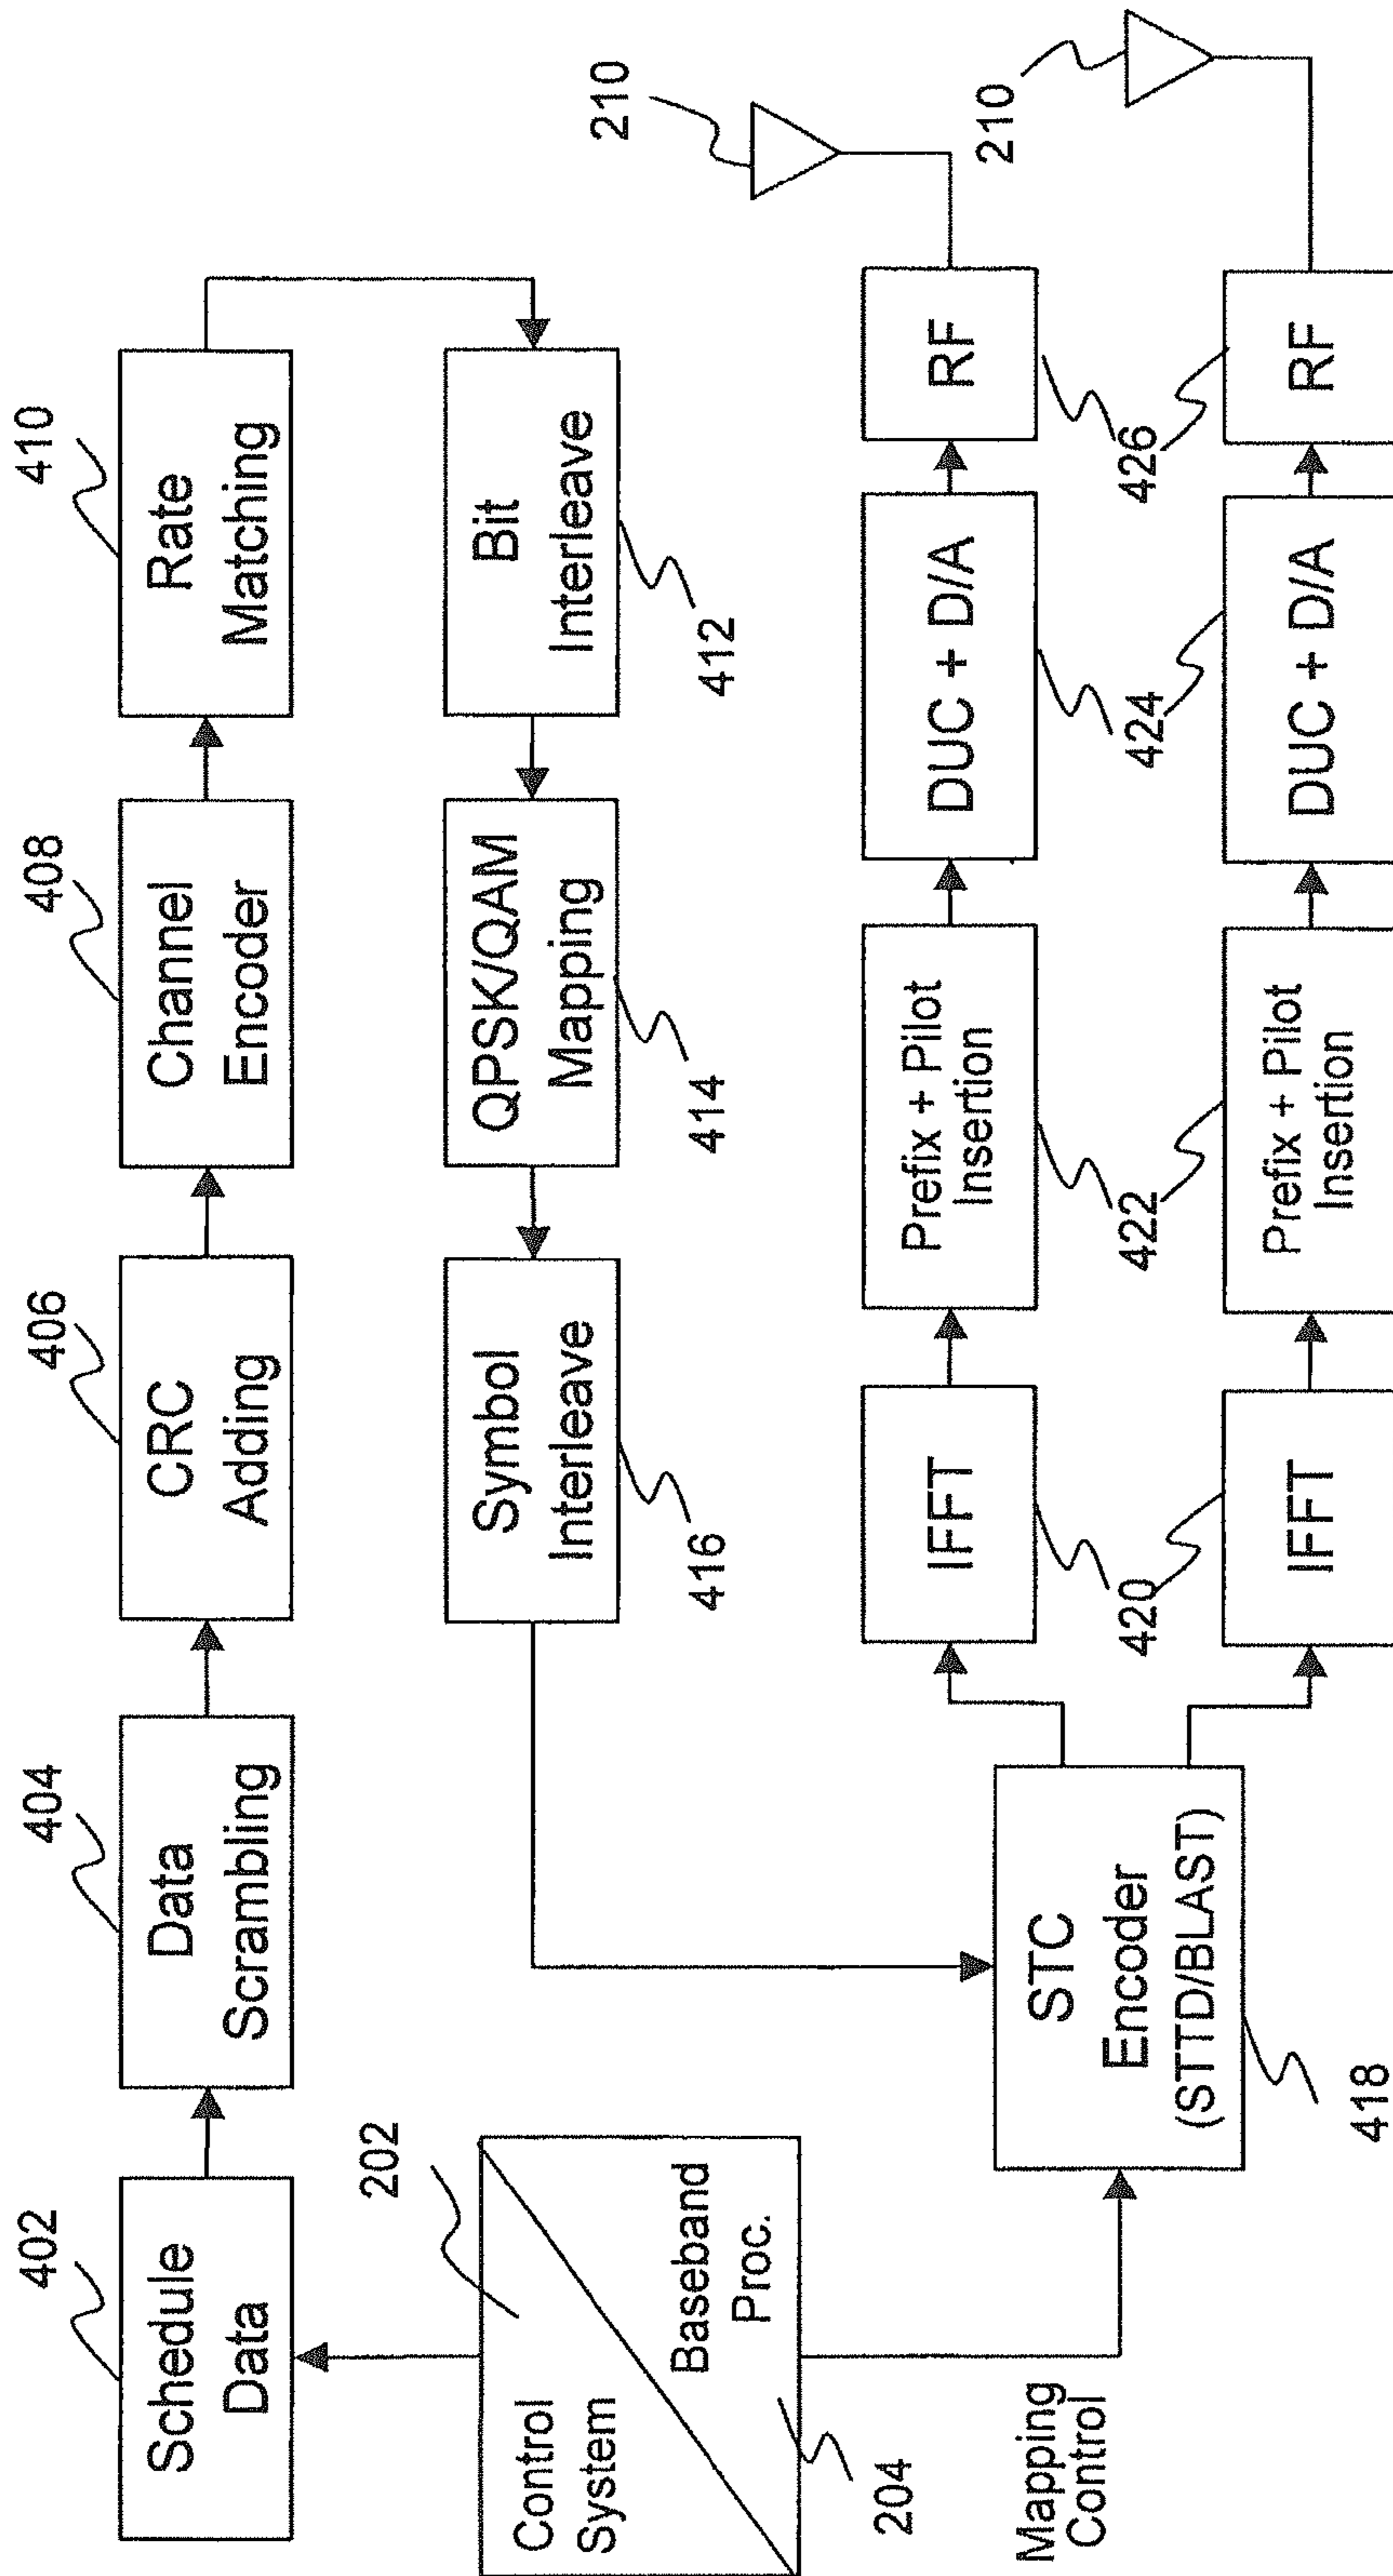 402
Schedule
Data
404
Data
Scrambling
406
CRC
Adding
408
Channel
Encoder
410
Rate
Matching
Bit
Interleave
412
QPSK/QAM
Mapping
414
Symbol
Interleave
416
202
Control
System
Baseband
Proc.
204
Mapping
Control
STC
Encoder
(STTD/BLAST)
418
IFFT
Prefix + Pilot
Insertion
DUC + D/A
RF
210
420
422
424
426
IFFT
Prefix + Pilot
Insertion
DUC + D/A
RF
210